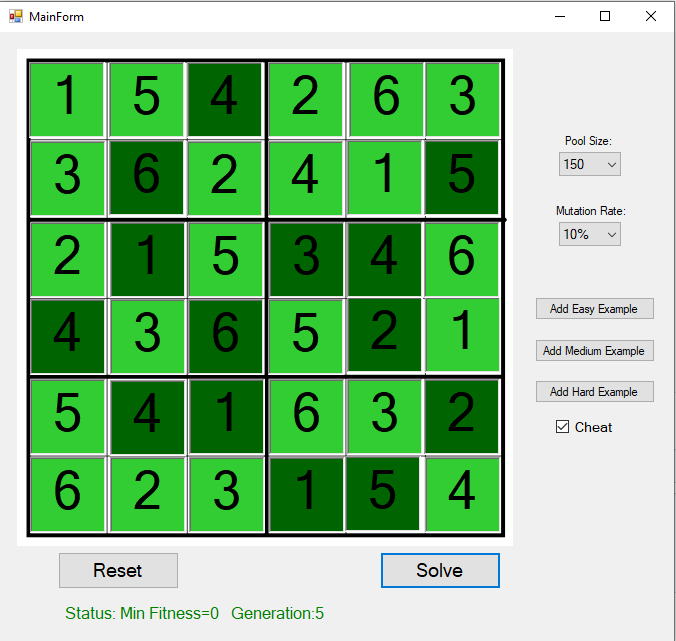 MainForm
1 5 4 2 6 3
3 6 2 4 1 5
2 1 5 3 4 6
4 3 6 5 2 1
5 4 1 6 3 2
6 2 3 1 5 4
Pool Size:
150
Mutation Rate:
10%
Add Easy Example
Add Medium Example
Add Hard Example
Cheat
Reset
Solve
Status: Min Fitness=0 Generation:5